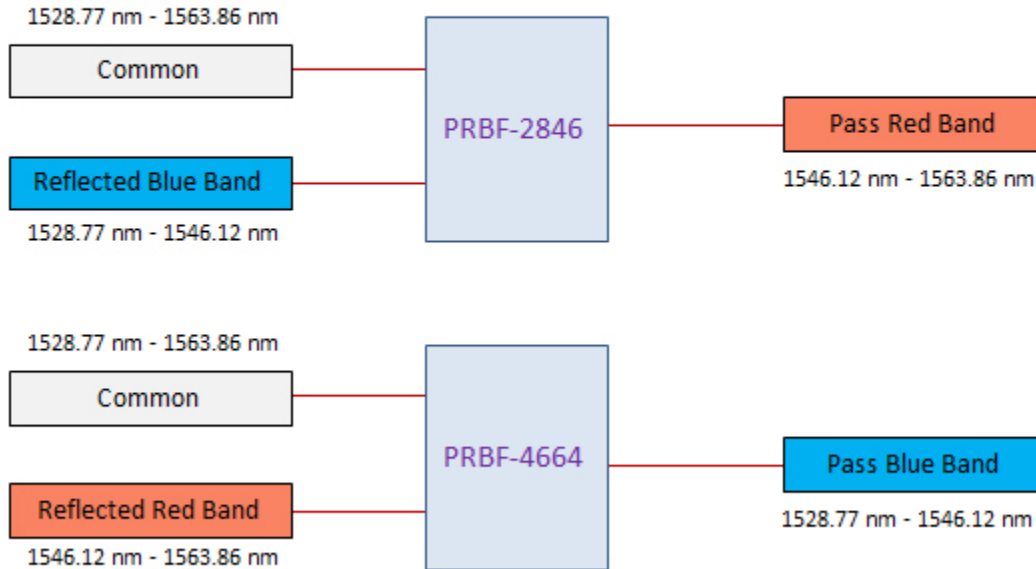 1528.77 nm - 1563.86 nm
Common
PRBF-2846
Pass Red Band
1546.12 nm - 1563.86 nm
Reflected Blue Band
1528.77 nm - 1546.12 nm
1528.77 nm - 1563.86 nm
Common
PRBF-4664
Pass Blue Band
1528.77 nm - 1546.12 nm
Reflected Red Band
1546.12 nm - 1563.86 nm